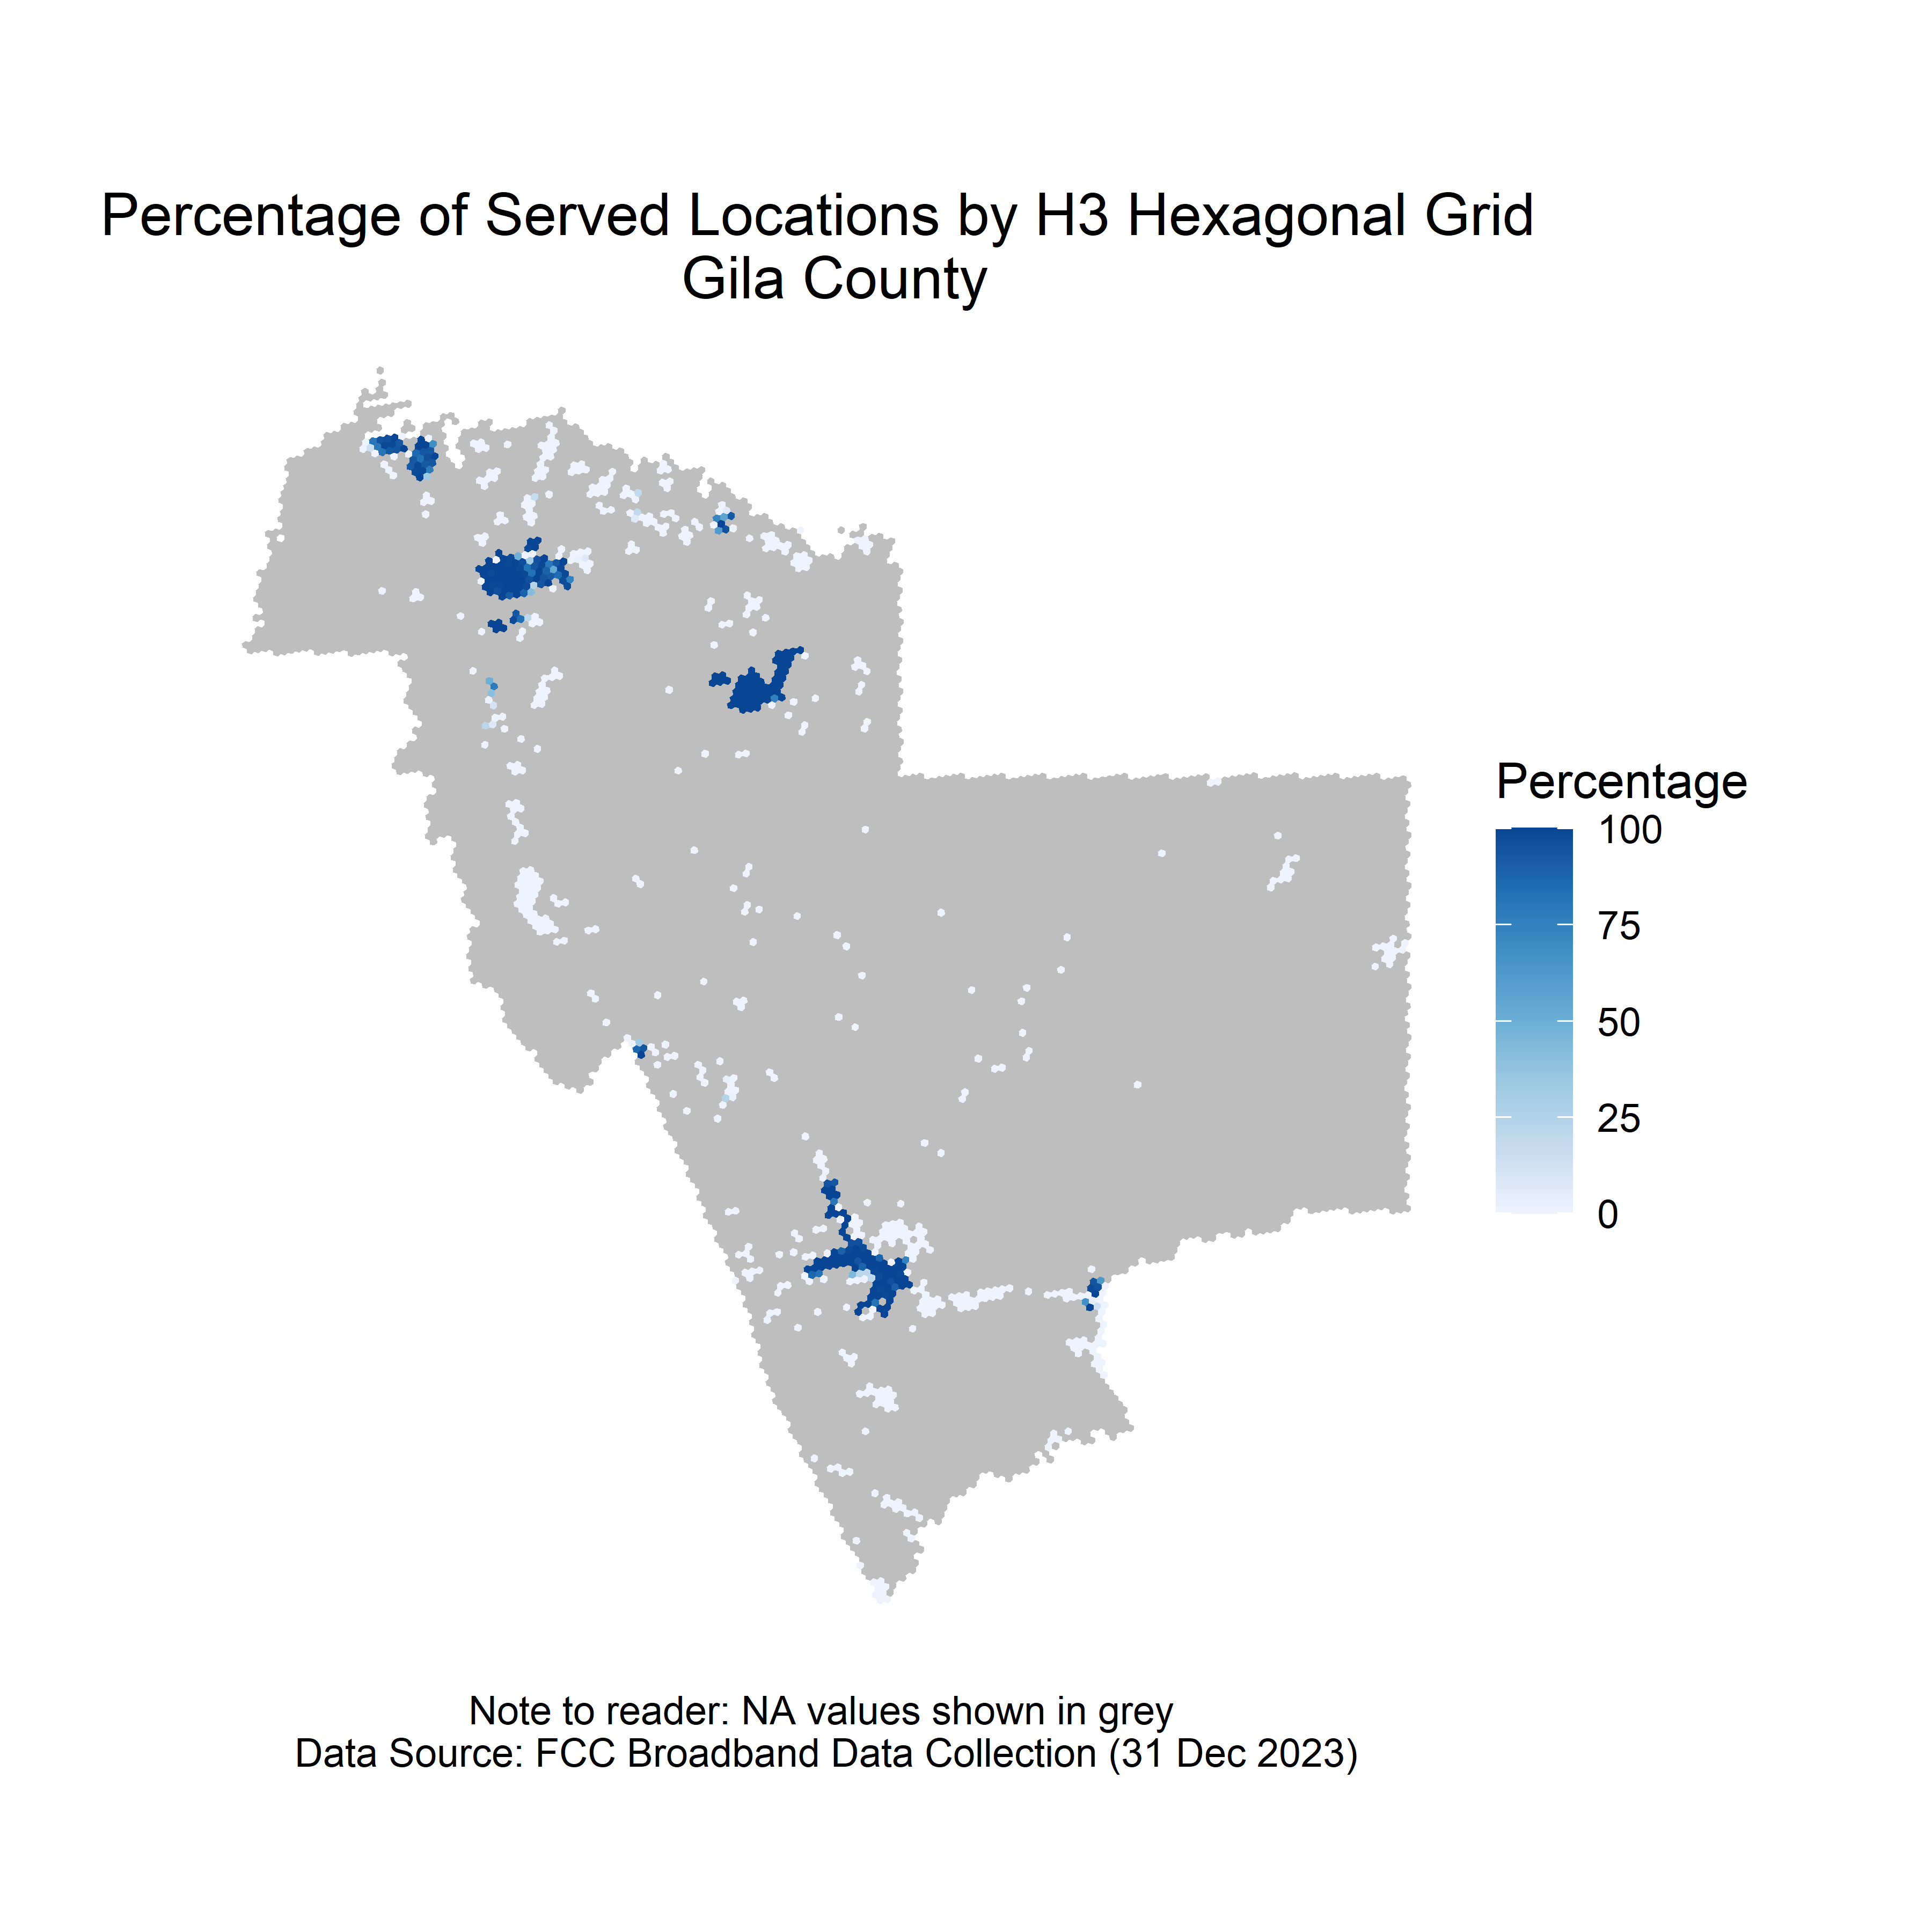 Percentage of Served Locations by H3 Hexagonal Grid
Gila County
Percentage
100
75
50
25
0
Note to reader: NA values shown in grey
Data Source: FCC Broadband Data Collection (31 Dec 2023)